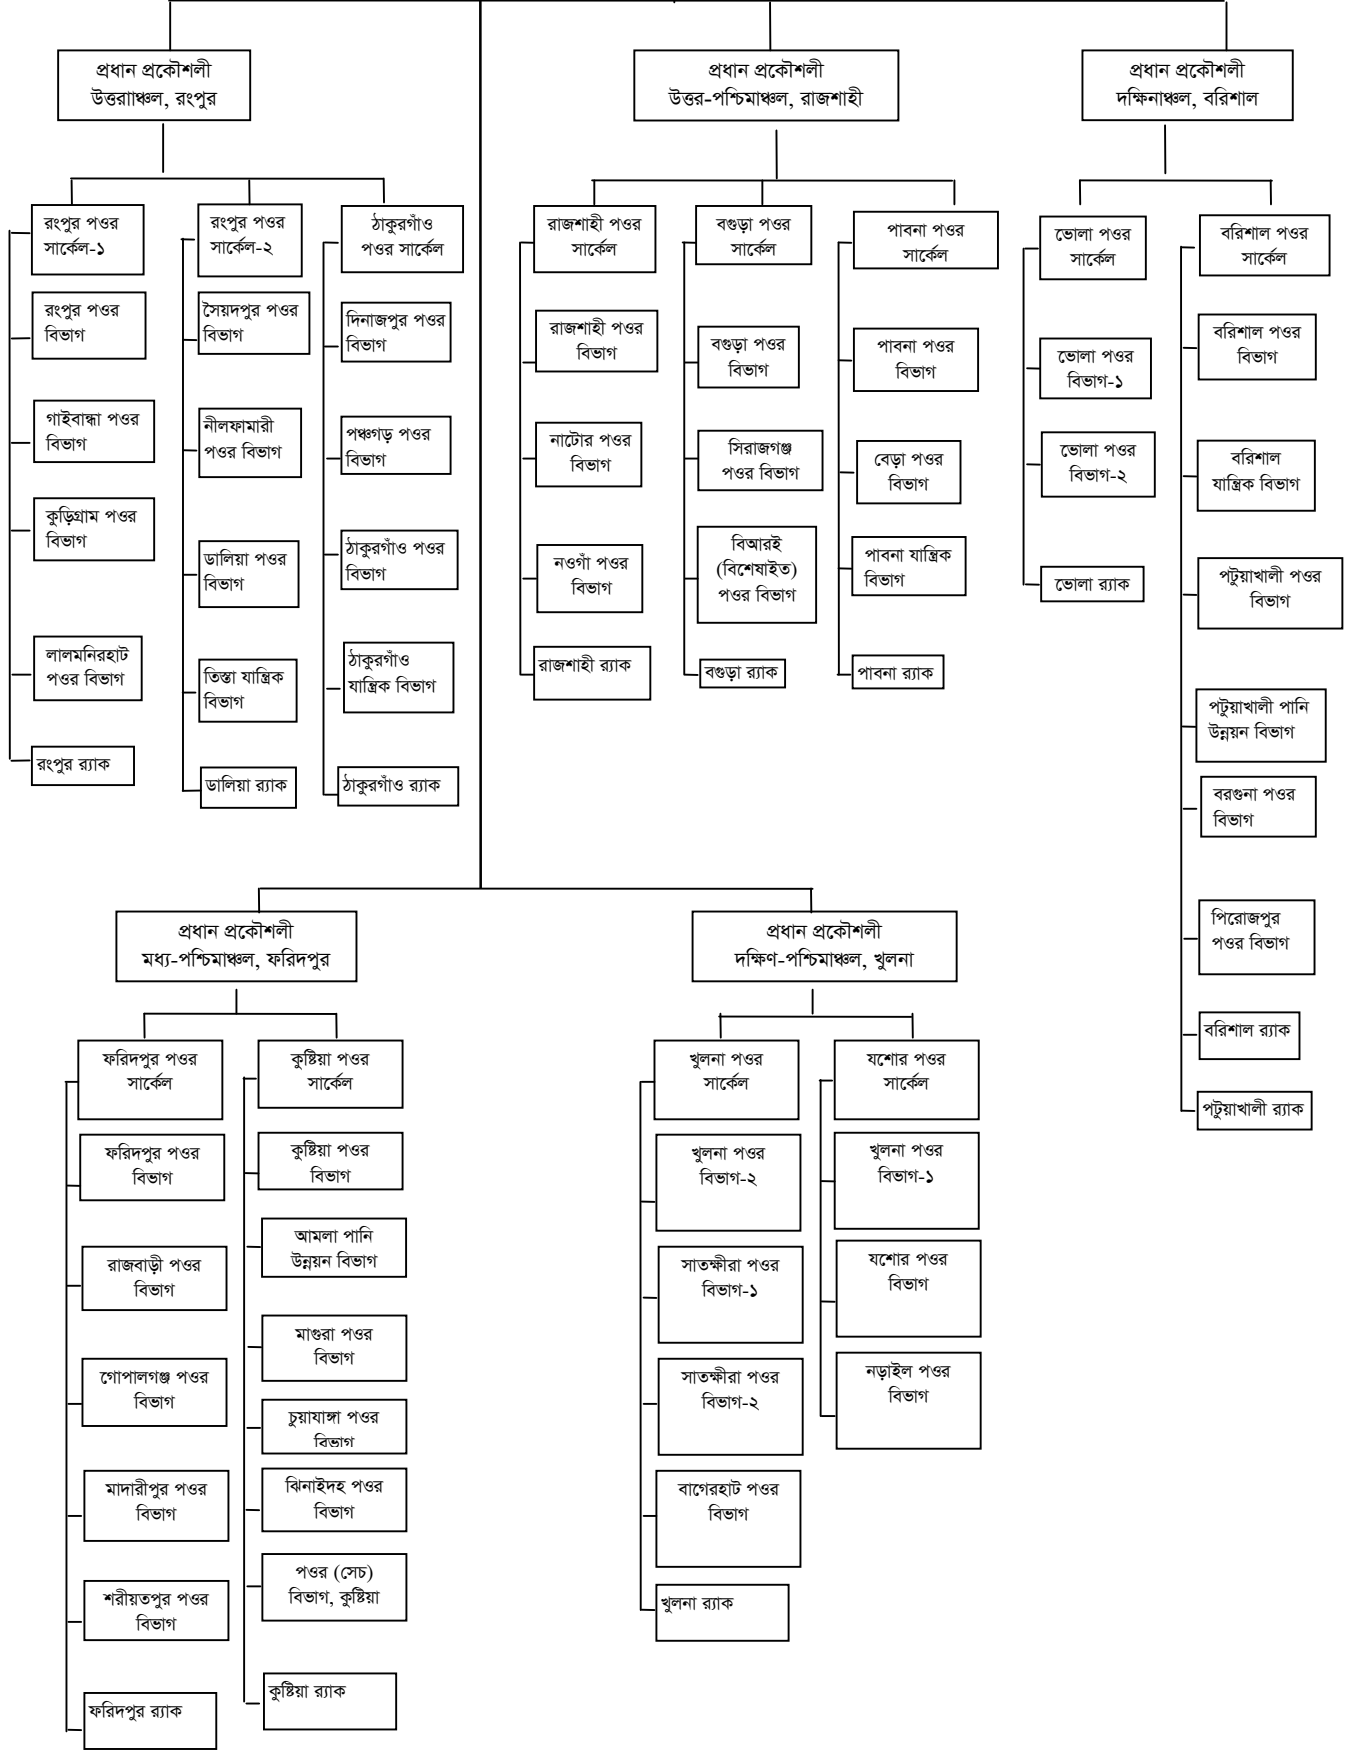 প্রধান প্রকৌশলী
উত্তরাাঞ্চল, রংপুর
রংপুর পওর
সার্কেল-১
রংপুর পওর
বিভাগ
গাইবান্ধা পওর
বিভাগ
কুড়িগ্রাম পওর
বিভাগ
লালমনিরহাট
পওর বিভাগ
রংপুর র‍্যাক
রংপুর পওর
সার্কেল-২
সৈয়দপুর পওর
বিভাগ
নীলফামারী
পওর বিভাগ
ডালিয়া পওর
বিভাগ
তিস্তা যান্ত্রিক
বিভাগ
ডালিয়া র‍্যাক
ঠাকুরগাঁও
পওর সার্কেল
দিনাজপুর পওর
বিভাগ
পঞ্চগড় পওর
বিভাগ
ঠাকুরগাঁও পওর
বিভাগ
ঠাকুরগাঁও
যান্ত্রিক বিভাগ
ঠাকুরগাঁও র‍্যাক
প্রধান প্রকৌশলী
উত্তর-পশ্চিমাঞ্চল, রাজশাহী
রাজশাহী পওর
সার্কেল
রাজশাহী পওর
বিভাগ
নাটোর পওর
বিভাগ
নওগাঁ পওর
বিভাগ
রাজশাহী র‍্যাক
বগুড়া পওর
সার্কেল
বগুড়া পওর
বিভাগ
সিরাজগঞ্জ
পওর বিভাগ
বিআরই
(বিশেষাইত)
পওর বিভাগ
বগুড়া র‍্যাক
পাবনা পওর
সার্কেল
পাবনা পওর
বিভাগ
বেড়া পওর
বিভাগ
পাবনা যান্ত্রিক
বিভাগ
পাবনা র‍্যাক
প্রধান প্রকৌশলী
দক্ষিনাঞ্চল, বরিশাল
ভোলা পওর
সার্কেল
ভোলা পওর
বিভাগ-১
ভোলা পওর
বিভাগ-২
ভোলা র‍্যাক
বরিশাল পওর
সার্কেল
বরিশাল পওর
বিভাগ
বরিশাল
যান্ত্রিক বিভাগ
পটুয়াখালী পওর
বিভাগ
পটুয়াখালী পানি
উন্নয়ন বিভাগ
বরগুনা পওর
বিভাগ
পিরোজপুর
পওর বিভাগ
বরিশাল র‍্যাক
পটুয়াখালী র‍্যাক
প্রধান প্রকৌশলী
মধ্য-পশ্চিমাঞ্চল, ফরিদপুর
ফরিদপুর পওর
সার্কেল
ফরিদপুর পওর
বিভাগ
রাজবাড়ী পওর
বিভাগ
গোপালগঞ্জ পওর
বিভাগ
মাদারীপুর পওর
বিভাগ
শরীয়তপুর পওর
বিভাগ
ফরিদপুর র‍্যাক
কুষ্টিয়া পওর
সার্কেল
কুষ্টিয়া পওর
বিভাগ
আমলা পানি
উন্নয়ন বিভাগ
মাগুরা পওর
বিভাগ
চুয়াযাঙ্গা পওর
বিভাগ
ঝিনাইদহ পওর
বিভাগ
পওর (সেচ)
বিভাগ, কুষ্টিয়া
কুষ্টিয়া র‍্যাক
প্রধান প্রকৌশলী
দক্ষিণ-পশ্চিমাঞ্চল, খুলনা
খুলনা পওর
সার্কেল
খুলনা পওর
বিভাগ-২
সাতক্ষীরা পওর
বিভাগ-১
সাতক্ষীরা পওর
বিভাগ-২
বাগেরহাট পওর
বিভাগ
খুলনা র‍্যাক
যশোর পওর
সার্কেল
খুলনা পওর
বিভাগ-১
যশোর পওর
বিভাগ
নড়াইল পওর
বিভাগ